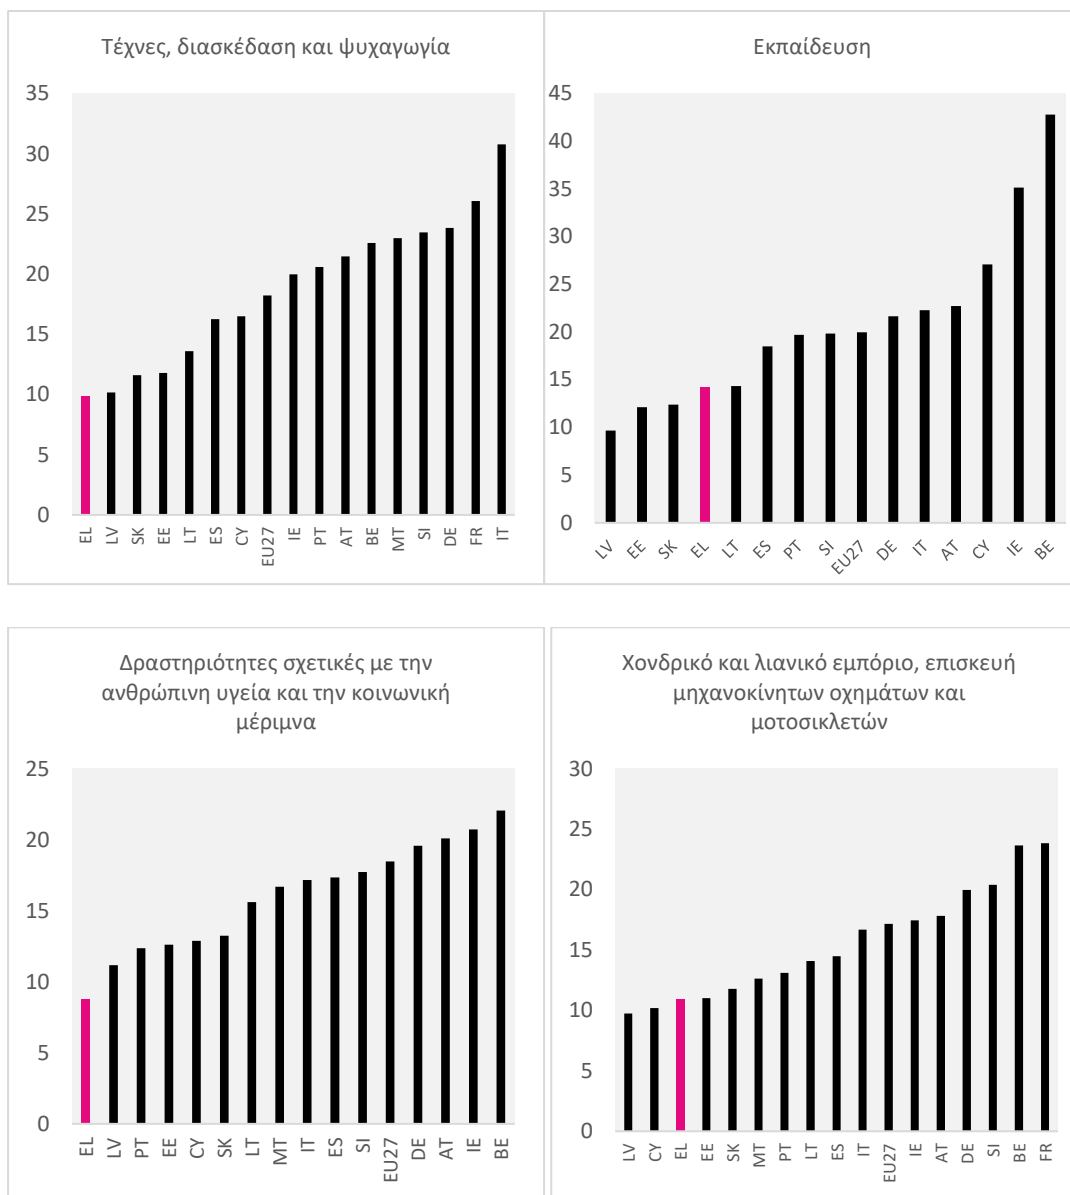 Τέχνες, διασκέδαση και ψυχαγωγία
35
30
25
20
15
10
5
0
EL LV SK EE LT ES CY EU27 IE PT AT BE MT SI DE FR IT
Εκπαίδευση
45
40
35
30
25
20
15
10
5
0
LV EE SK EL LT ES PT SI EU27 DE IT AT CY IE BE
Δραστηριότητες σχετικές με την
ανθρώπινη υγεία και την κοινωνική
μέριμνα
25
20
15
10
5
0
EL LV PT EE CY SK LT MT IT ES SI EU27 DE AT IE BE
Χονδρικό και λιανικό εμπόριο, επισκευή
μηχανοκίνητων οχημάτων και
μοτοσικλετών
30
25
20
15
10
5
0
LV CY EL EE SK MT PT LT ES IT EU27 IE AT DE SI BE FR